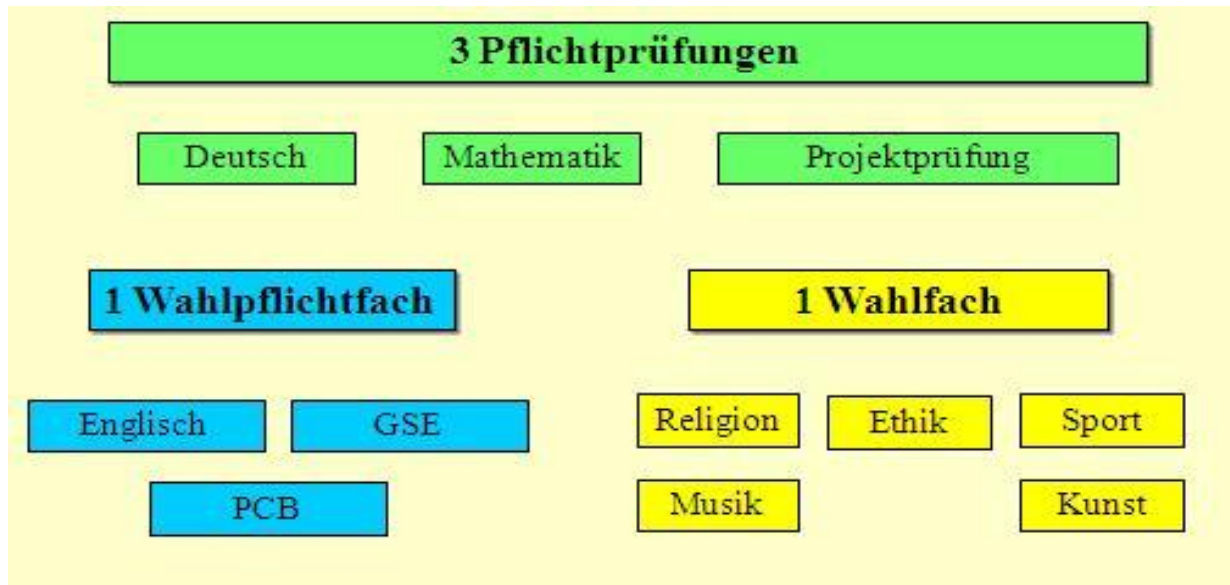 3 Pflichtprüfungen
Deutsch
Mathematik
Projektprüfung
1 Wahlpflichtfach
1 Wahlfach
Englisch
GSE
PCB
Religion
Ethik
Sport
Musik
Kunst